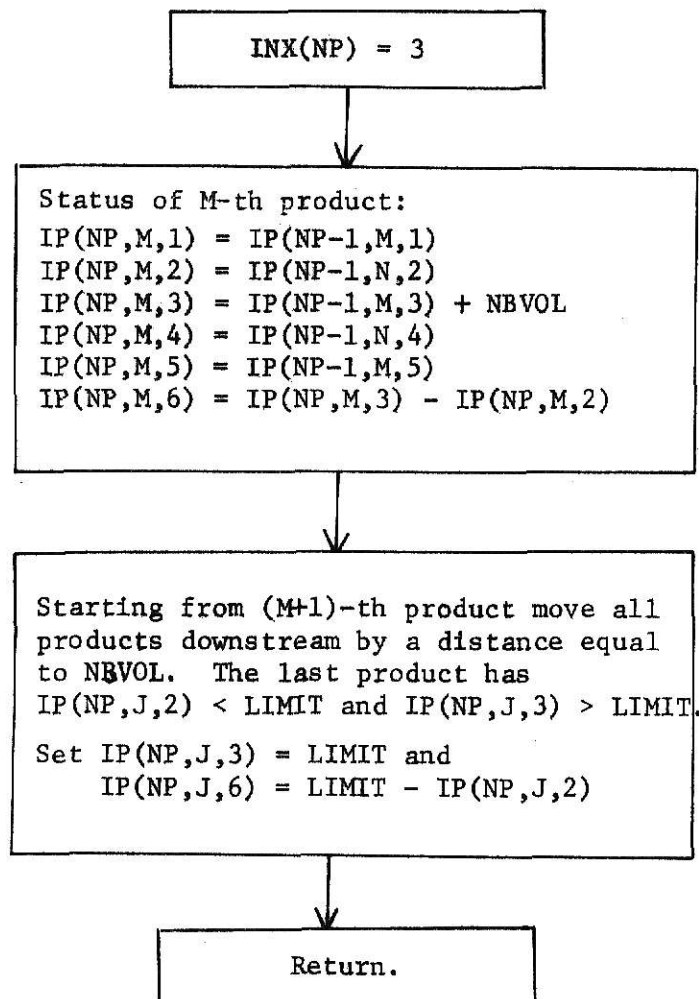 INX(NP) = 3
Status of M-th product:
IP(NP,M,1) = IP(NP-1,M,1)
IP(NP,M,2) = IP(NP-1,N,2)
IP(NP,M,3) = IP(NP-1,M,3) + NBVOL
IP(NP,M,4) = IP(NP-1,N,4)
IP(NP,M,5) = IP(NP-1,M,5)
IP(NP,M,6) = IP(NP,M,3) - IP(NP,M,2)
Starting from (M+1)-th product move all
products downstream by a distance equal
to NBVOL. The last product has
IP(NP,J,2) < LIMIT and IP(NP,J,3) > LIMIT.
Set IP(NP,J,3) = LIMIT and
IP(NP,J,6) = LIMIT - IP(NP,J,2)
Return.